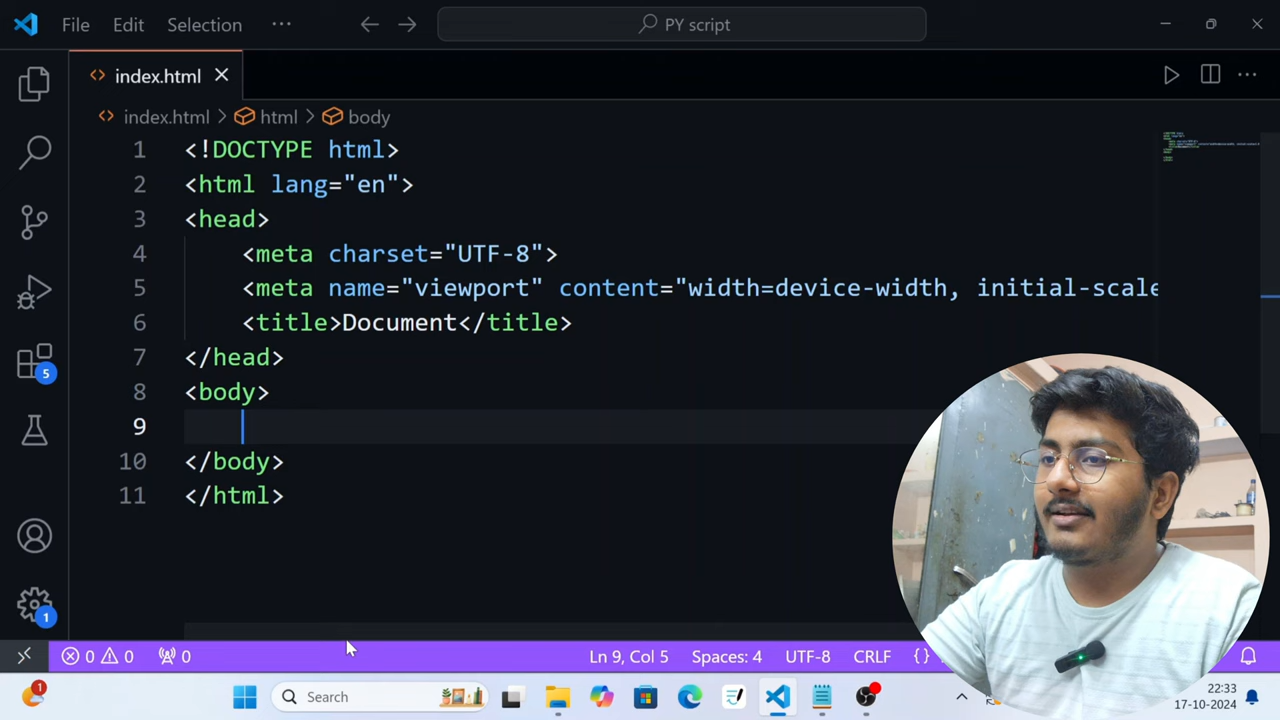 File Edit Selection ··· PY script
index.html
index.html > html > body
1 <!DOCTYPE html>
2 <html lang="en">
3 <head>
4 <meta charset="UTF-8">
5 <meta name="viewport" content="width=device-width, initial-scale
6 <title>Document</title>
7 </head>
8 <body>
9
10 </body>
11 </html>
5
1
0 0 0 Ln 9, Col 5 Spaces: 4 UTF-8 CRLF {}
1 Search 22:33
17-10-2024